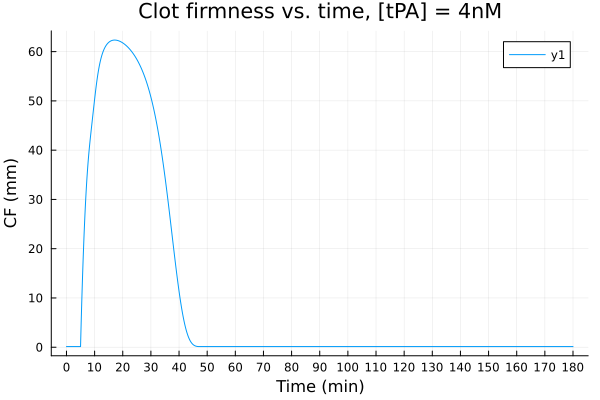 Clot firmness vs. time, [tPA] = 4nM
y1
CF (mm)
60
50
40
30
20
10
0
0 10 20 30 40 50 60 70 80 90 100 110 120 130 140 150 160 170 180
Time (min)